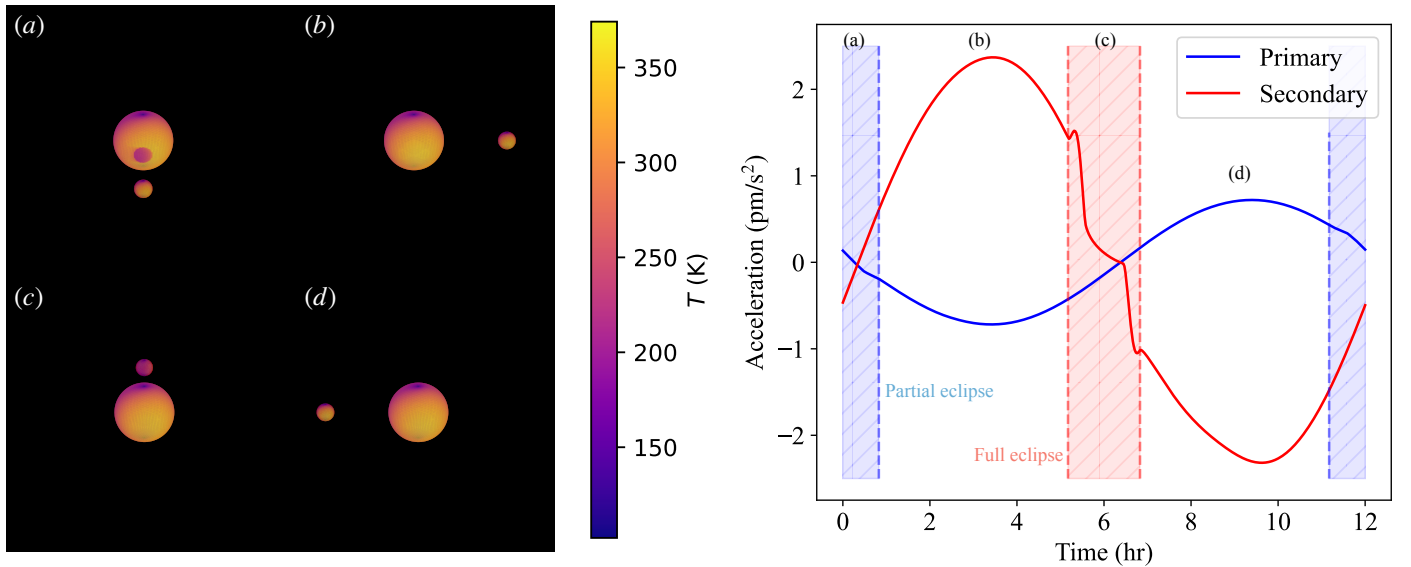 (a)
(b)
(c)
(d)
350
300
250
200
150
T (K)
Acceleration (pm/s²)
2
1
0
−1
−2
(a)
(b)
(c)
(d)
Primary
Secondary
Partial eclipse
Full eclipse
0
2
4
6
8
10
12
Time (hr)